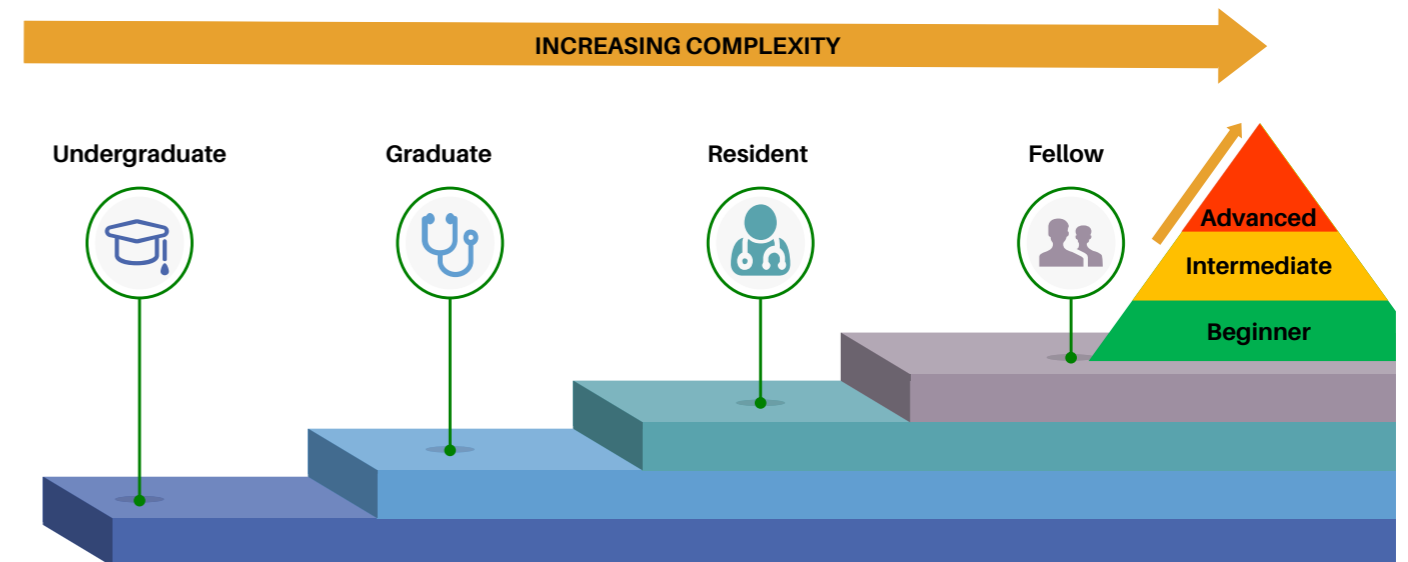 INCREASING COMPLEXITY
Undergraduate
Graduate
Resident
Fellow
Advanced
Intermediate
Beginner